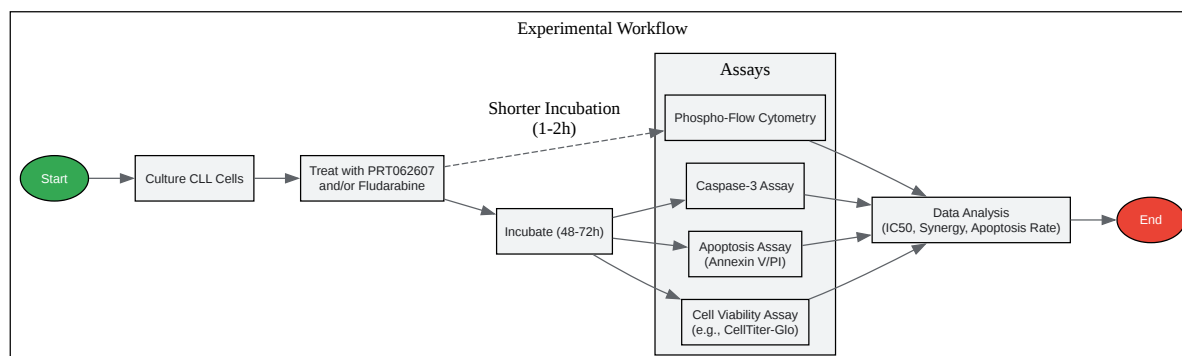 Experimental Workflow
Assays
Shorter Incubation
(1-2h)
Phospho-Flow Cytometry
Start
Culture CLL Cells
Treat with PRT062607
and/or Fludarabine
Caspase-3 Assay
Incubate (48-72h)
Apoptosis Assay
(Annexin V/PI)
Data Analysis
(IC50, Synergy, Apoptosis Rate)
End
Cell Viability Assay
(e.g., CellTiter-Glo)